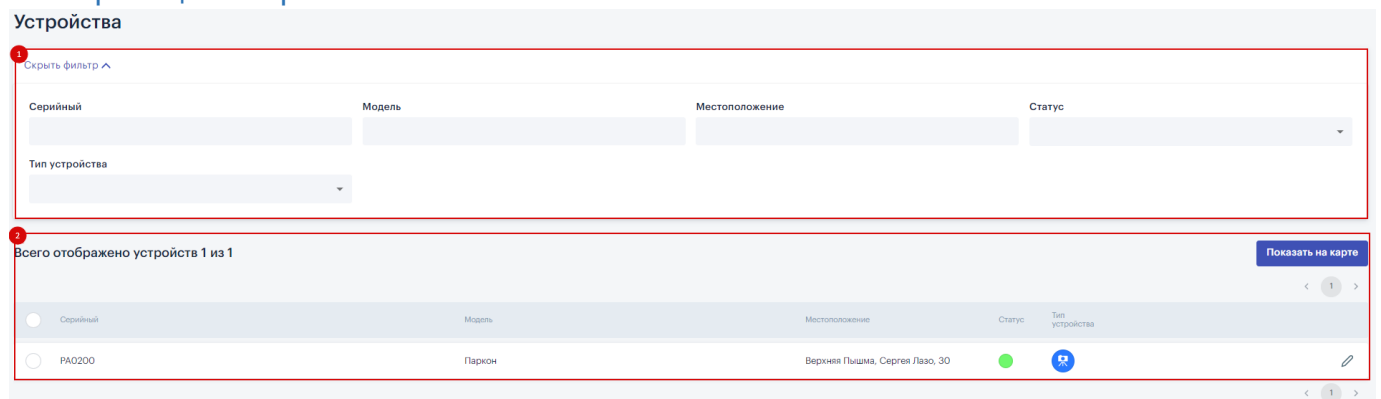 Устройства
1
Скрыть фильтр
Серийный Модель Местоположение Статус
Тип устройства
2
Всего отображено устройств 1 из 1 Показать на карте
< 1 >
Серийный Модель Местоположение Статус Тип
устройства
PA0200 Паркон Верхняя Пышма, Сергея Лазо, 30
< 1 >